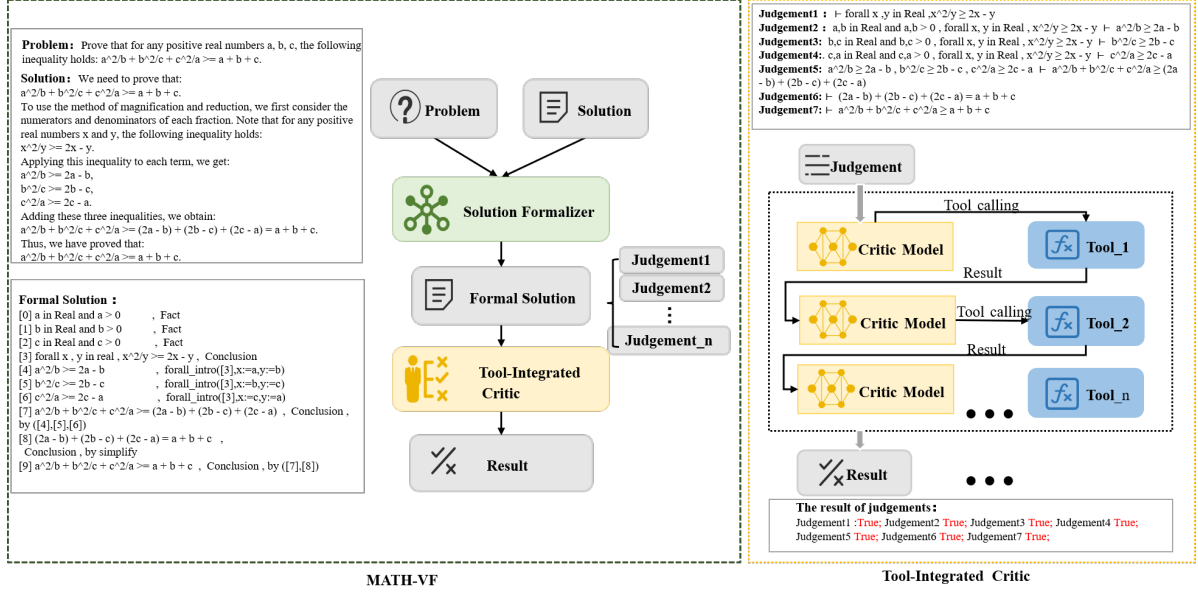 Problem： Prove that for any positive real numbers a, b, c, the following
inequality holds: a^2/b + b^2/c + c^2/a >= a + b + c.
Solution： We need to prove that:
a^2/b + b^2/c + c^2/a >= a + b + c.
To use the method of magnification and reduction, we first consider the
numerators and denominators of each fraction. Note that for any positive
real numbers x and y, the following inequality holds:
x^2/y >= 2x - y.
Applying this inequality to each term, we get:
a^2/b >= 2a - b,
b^2/c >= 2b - c,
c^2/a >= 2c - a.
Adding these three inequalities, we obtain:
a^2/b + b^2/c + c^2/a >= (2a - b) + (2b - c) + (2c - a) = a + b + c.
Thus, we have proved that:
a^2/b + b^2/c + c^2/a >= a + b + c.
Formal Solution：
[0] a in Real and a > 0 , Fact
[1] b in Real and b > 0 , Fact
[2] c in Real and c > 0 , Fact
[3] forall x , y in real , x^2/y >= 2x - y , Conclusion
[4] a^2/b >= 2a - b , forall_intro([3],x:=a,y:=b)
[5] b^2/c >= 2b - c , forall_intro([3],x:=b,y:=c)
[6] c^2/a >= 2c - a , forall_intro([3],x:=c,y:=a)
[7] a^2/b + b^2/c + c^2/a >= (2a - b) + (2b - c) + (2c - a) , Conclusion ,
by ([4],[5],[6])
[8] (2a - b) + (2b - c) + (2c - a) = a + b + c ,
Conclusion , by simplify
[9] a^2/b + b^2/c + c^2/a >= a + b + c , Conclusion , by ([7],[8])
Problem
Solution
Solution Formalizer
Formal Solution
Judgement1
Judgement2
Judgement_n
Tool-Integrated
Critic
Result
MATH-VF
Judgement1： ⊢ forall x ,y in Real ,x^2/y ≥ 2x - y
Judgement2： a,b in Real and a,b > 0 , forall x, y in Real , x^2/y ≥ 2x - y ⊢ a^2/b ≥ 2a - b
Judgement3: b,c in Real and b,c > 0 , forall x, y in Real , x^2/y ≥ 2x - y ⊢ b^2/c ≥ 2b - c
Judgement4:. c,a in Real and c,a > 0 , forall x, y in Real , x^2/y ≥ 2x - y ⊢ c^2/a ≥ 2c - a
Judgement5: a^2/b ≥ 2a - b , b^2/c ≥ 2b - c , c^2/a ≥ 2c - a ⊢ a^2/b + b^2/c + c^2/a ≥ (2a
- b) + (2b - c) + (2c - a)
Judgement6: ⊢ (2a - b) + (2b - c) + (2c - a) = a + b + c
Judgement7: ⊢ a^2/b + b^2/c + c^2/a ≥ a + b + c
Judgement
Tool calling
Critic Model
fx Tool_1
Result
Critic Model
Tool calling
fx Tool_2
Result
Critic Model
fx Tool_n
Result
The result of judgements：
Judgement1 :True; Judgement2 True; Judgement3 True; Judgement4 True;
Judgement5 True; Judgement6 True; Judgement7 True;
Tool-Integrated Critic